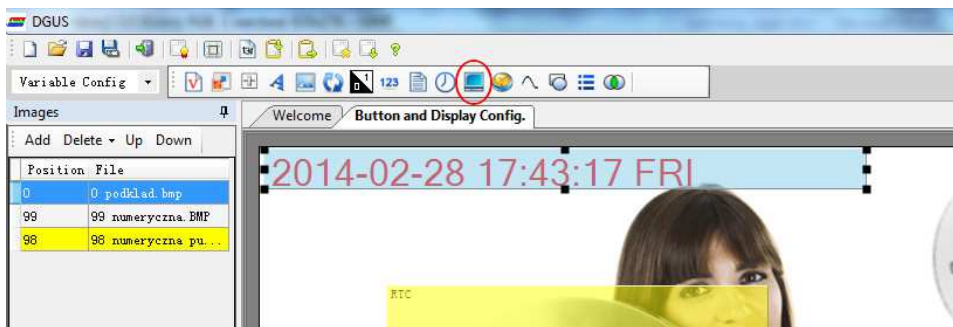 DGUS
Variable Config
123
Images
Welcome Button and Display Config.
Add Delete Up Down
Position File
0 0 podklad.bmp
99 99 numeryczna.BMP
98 98 numeryczna pu...
2014-02-28 17:43:17 FRI
RTC